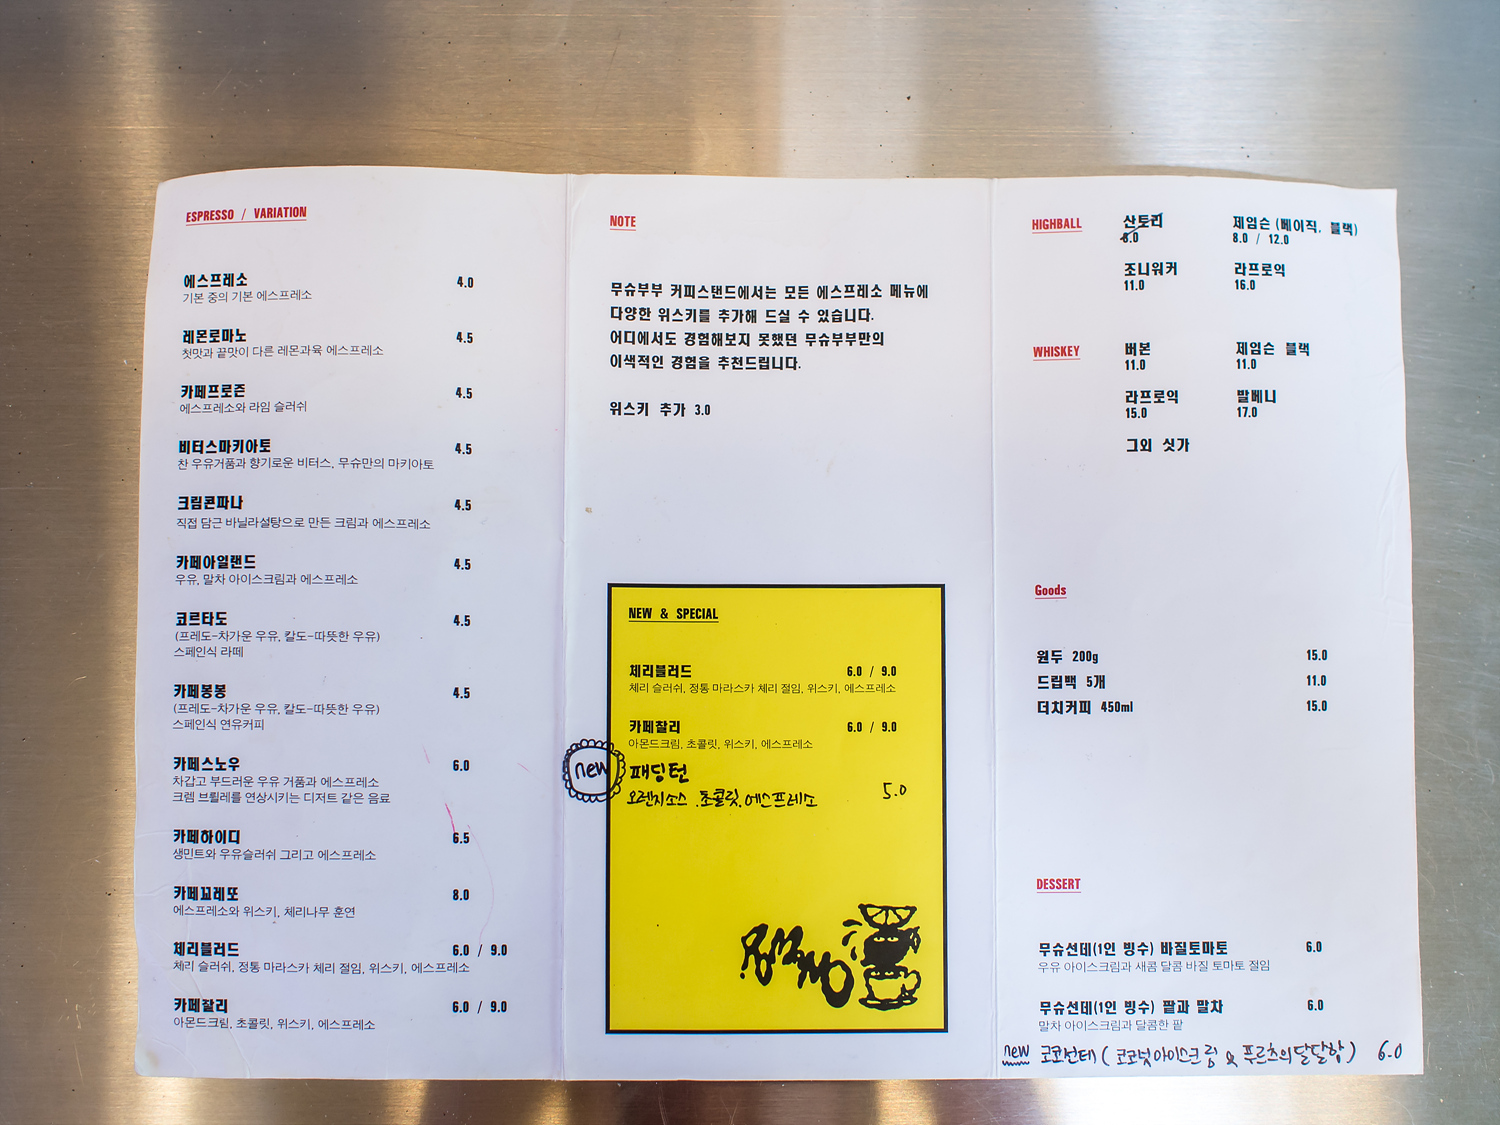 ESPRESSO / VARIATION
에스프레소 4.0
기본 중의 기본 에스프레소
레몬로마노 4.5
첫맛과 끝맛이 다른 레몬과육 에스프레소
카페프로즌 4.5
에스프레소와 라임 슬러쉬
비터스마키아토 4.5
찬 우유거품과 향기로운 비터스, 무슈만의 마키아토
크림콘파나 4.5
직접 담근 바닐라설탕으로 만든 크림과 에스프레소
카페아일랜드 4.5
우유, 말차 아이스크림과 에스프레소
코르타도 4.5
(프레도-차가운 우유, 칼도-따뜻한 우유)
스페인식 라떼
카페봉봉 4.5
(프레도-차가운 우유, 칼도-따뜻한 우유)
스페인식 연유커피
카페스노우 6.0
차갑고 부드러운 우유 거품과 에스프레소
크렘 브륄레를 연상시키는 디저트 같은 음료
카페하이디 6.5
생민트와 우유슬러쉬 그리고 에스프레소
카페꼬레또 8.0
에스프레소와 위스키, 체리나무 훈연
체리블러드 6.0 / 9.0
체리 슬러쉬, 정통 마라스카 체리 절임, 위스키, 에스프레소
카페찰리 6.0 / 9.0
아몬드크림, 초콜릿, 위스키, 에스프레소
NOTE
무슈부부 커피스탠드에서는 모든 에스프레소 메뉴에
다양한 위스키를 추가해 드실 수 있습니다.
어디에서도 경험해보지 못했던 무슈부부만의
이색적인 경험을 추천드립니다.
위스키 추가 3.0
NEW & SPECIAL
체리블러드 6.0 / 9.0
체리 슬러쉬, 정통 마라스카 체리 절임, 위스키, 에스프레소
카페찰리 6.0 / 9.0
아몬드크림, 초콜릿, 위스키, 에스프레소
new 패딩턴
오렌지소스 . 초콜릿, 에스프레소 5.0
HIGHBALL 산토리 제임슨 (베이직, 블랙)
8.0 8.0 / 12.0
조니워커 라프로익
11.0 16.0
WHISKEY 버본 제임슨 블랙
11.0 11.0
라프로익 발베니
15.0 17.0
그외 싯가
Goods
원두 200g 15.0
드립백 5개 11.0
더치커피 450ml 15.0
DESSERT
무슈선데(1인 빙수) 바질토마토 6.0
우유 아이스크림과 새콤 달콤 바질 토마토 절임
무슈선데(1인 빙수) 팥과 말차 6.0
말차 아이스크림과 달콤한 팥
new 코코선데 ( 코코넛아이스크림 & 푸르츠의달달함 ) 6.0